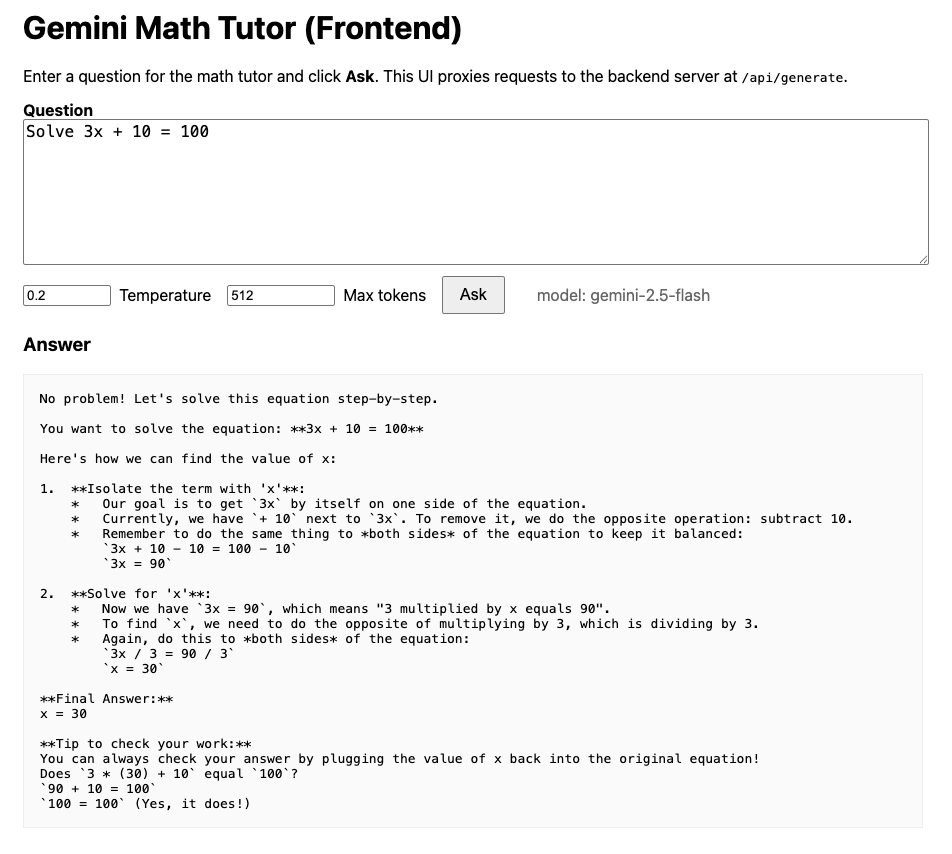 Gemini Math Tutor (Frontend)
Enter a question for the math tutor and click Ask. This UI proxies requests to the backend server at /api/generate.
Question
Solve 3x + 10 = 100
0.2 Temperature 512 Max tokens Ask model: gemini-2.5-flash
Answer
No problem! Let's solve this equation step-by-step.
You want to solve the equation: **3x + 10 = 100**
Here's how we can find the value of x:
1.  **Isolate the term with 'x'**:
*   Our goal is to get `3x` by itself on one side of the equation.
*   Currently, we have `+ 10` next to `3x`. To remove it, we do the opposite operation: subtract 10.
*   Remember to do the same thing to *both sides* of the equation to keep it balanced:
`3x + 10 - 10 = 100 - 10`
`3x = 90`
2.  **Solve for 'x'**:
*   Now we have `3x = 90`, which means "3 multiplied by x equals 90".
*   To find `x`, we need to do the opposite of multiplying by 3, which is dividing by 3.
*   Again, do this to *both sides* of the equation:
`3x / 3 = 90 / 3`
`x = 30`
**Final Answer:**
x = 30
**Tip to check your work:**
You can always check your answer by plugging the value of x back into the original equation!
Does `3 * (30) + 10` equal `100`?
`90 + 10 = 100`
`100 = 100` (Yes, it does!)